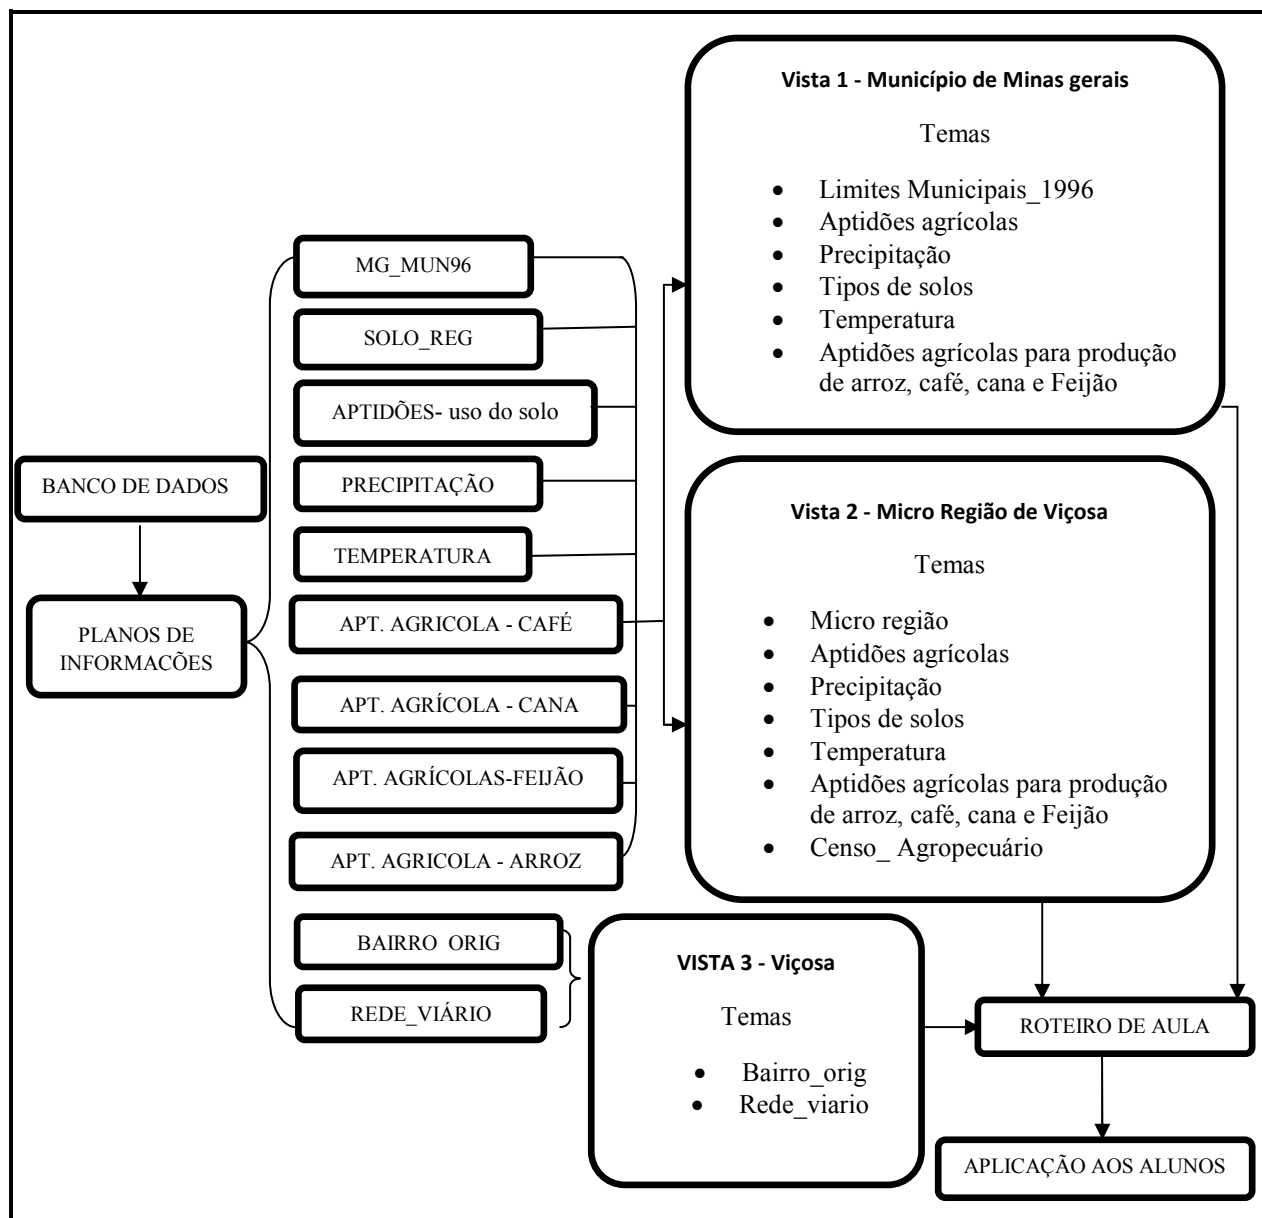 BANCO DE DADOS
PLANOS DE
INFORMACÕES
MG_MUN96
SOLO_REG
APTIDÕES- uso do solo
PRECIPITAÇÃO
TEMPERATURA
APT. AGRICOLA - CAFÉ
APT. AGRÍCOLA - CANA
APT. AGRÍCOLAS-FEIJÃO
APT. AGRICOLA - ARROZ
BAIRRO ORIG
REDE_VIÁRIO
Vista 1 - Município de Minas gerais
Temas
• Limites Municipais_1996
• Aptidões agrícolas
• Precipitação
• Tipos de solos
• Temperatura
• Aptidões agrícolas para produção
de arroz, café, cana e Feijão
Vista 2 - Micro Região de Viçosa
Temas
• Micro região
• Aptidões agrícolas
• Precipitação
• Tipos de solos
• Temperatura
• Aptidões agrícolas para produção
de arroz, café, cana e Feijão
• Censo_ Agropecuário
VISTA 3 - Viçosa
Temas
• Bairro_orig
• Rede_viario
ROTEIRO DE AULA
APLICAÇÃO AOS ALUNOS